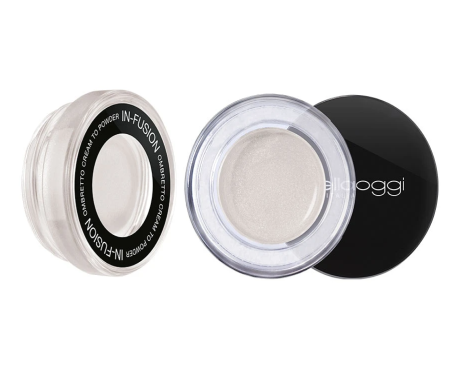 IN-FUSION OMBRETTO CREAM TO POWDER IN-FUSION OMBRETTO CREAM TO POWDER
ellaoggi